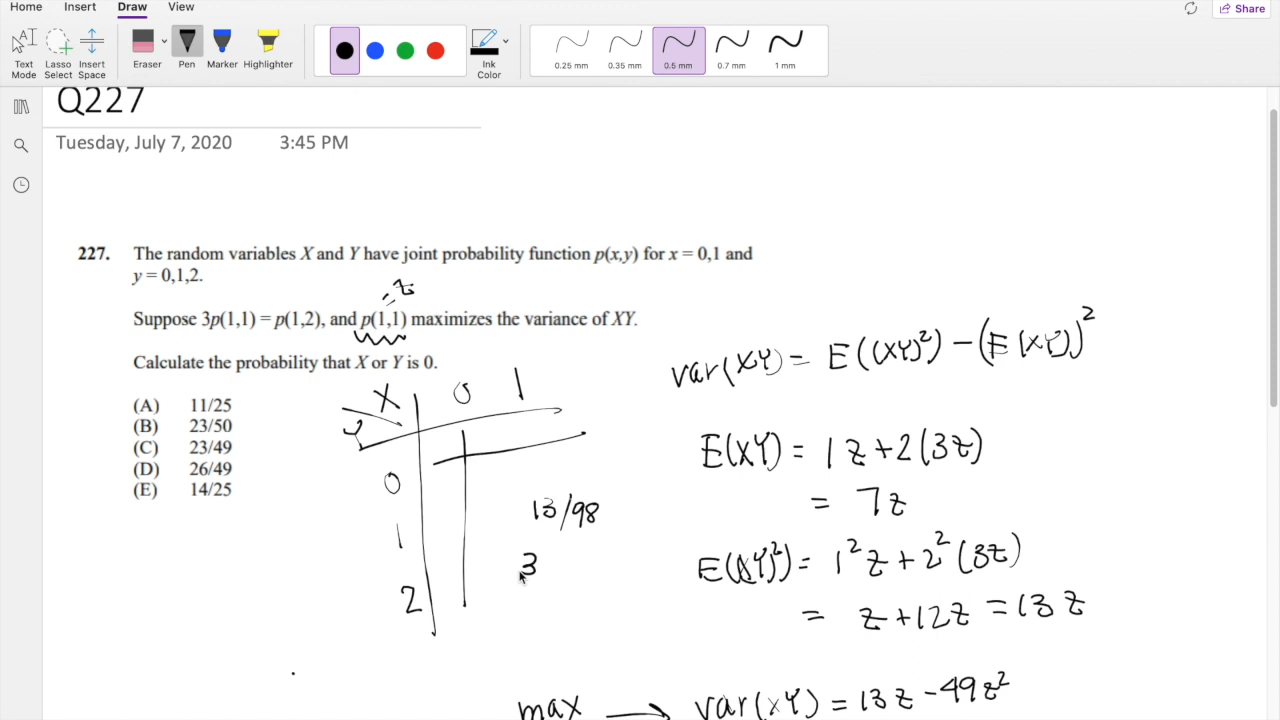 Home Insert Draw View
Share
Text Mode
Lasso Select
Insert Space
Eraser
Pen
Marker
Highlighter
Ink Color
0.25 mm
0.35 mm
0.5 mm
0.7 mm
1 mm
Q227
Tuesday, July 7, 2020 3:45 PM
227. The random variables X and Y have joint probability function p(x,y) for x = 0,1 and
y = 0,1,2.
z
Suppose 3p(1,1) = p(1,2), and p(1,1) maximizes the variance of XY.
Calculate the probability that X or Y is 0.
(A) 11/25
(B) 23/50
(C) 23/49
(D) 26/49
(E) 14/25
X 0 1
Y
0
1 13/98
2 3
var(XY) = E((XY)²) - (E(XY))²
E(XY) = 1z + 2(3z)
= 7z
E((XY)²) = 1²z + 2²(3z)
= z + 12z = 13z
max → var(XY) = 13z - 49z²